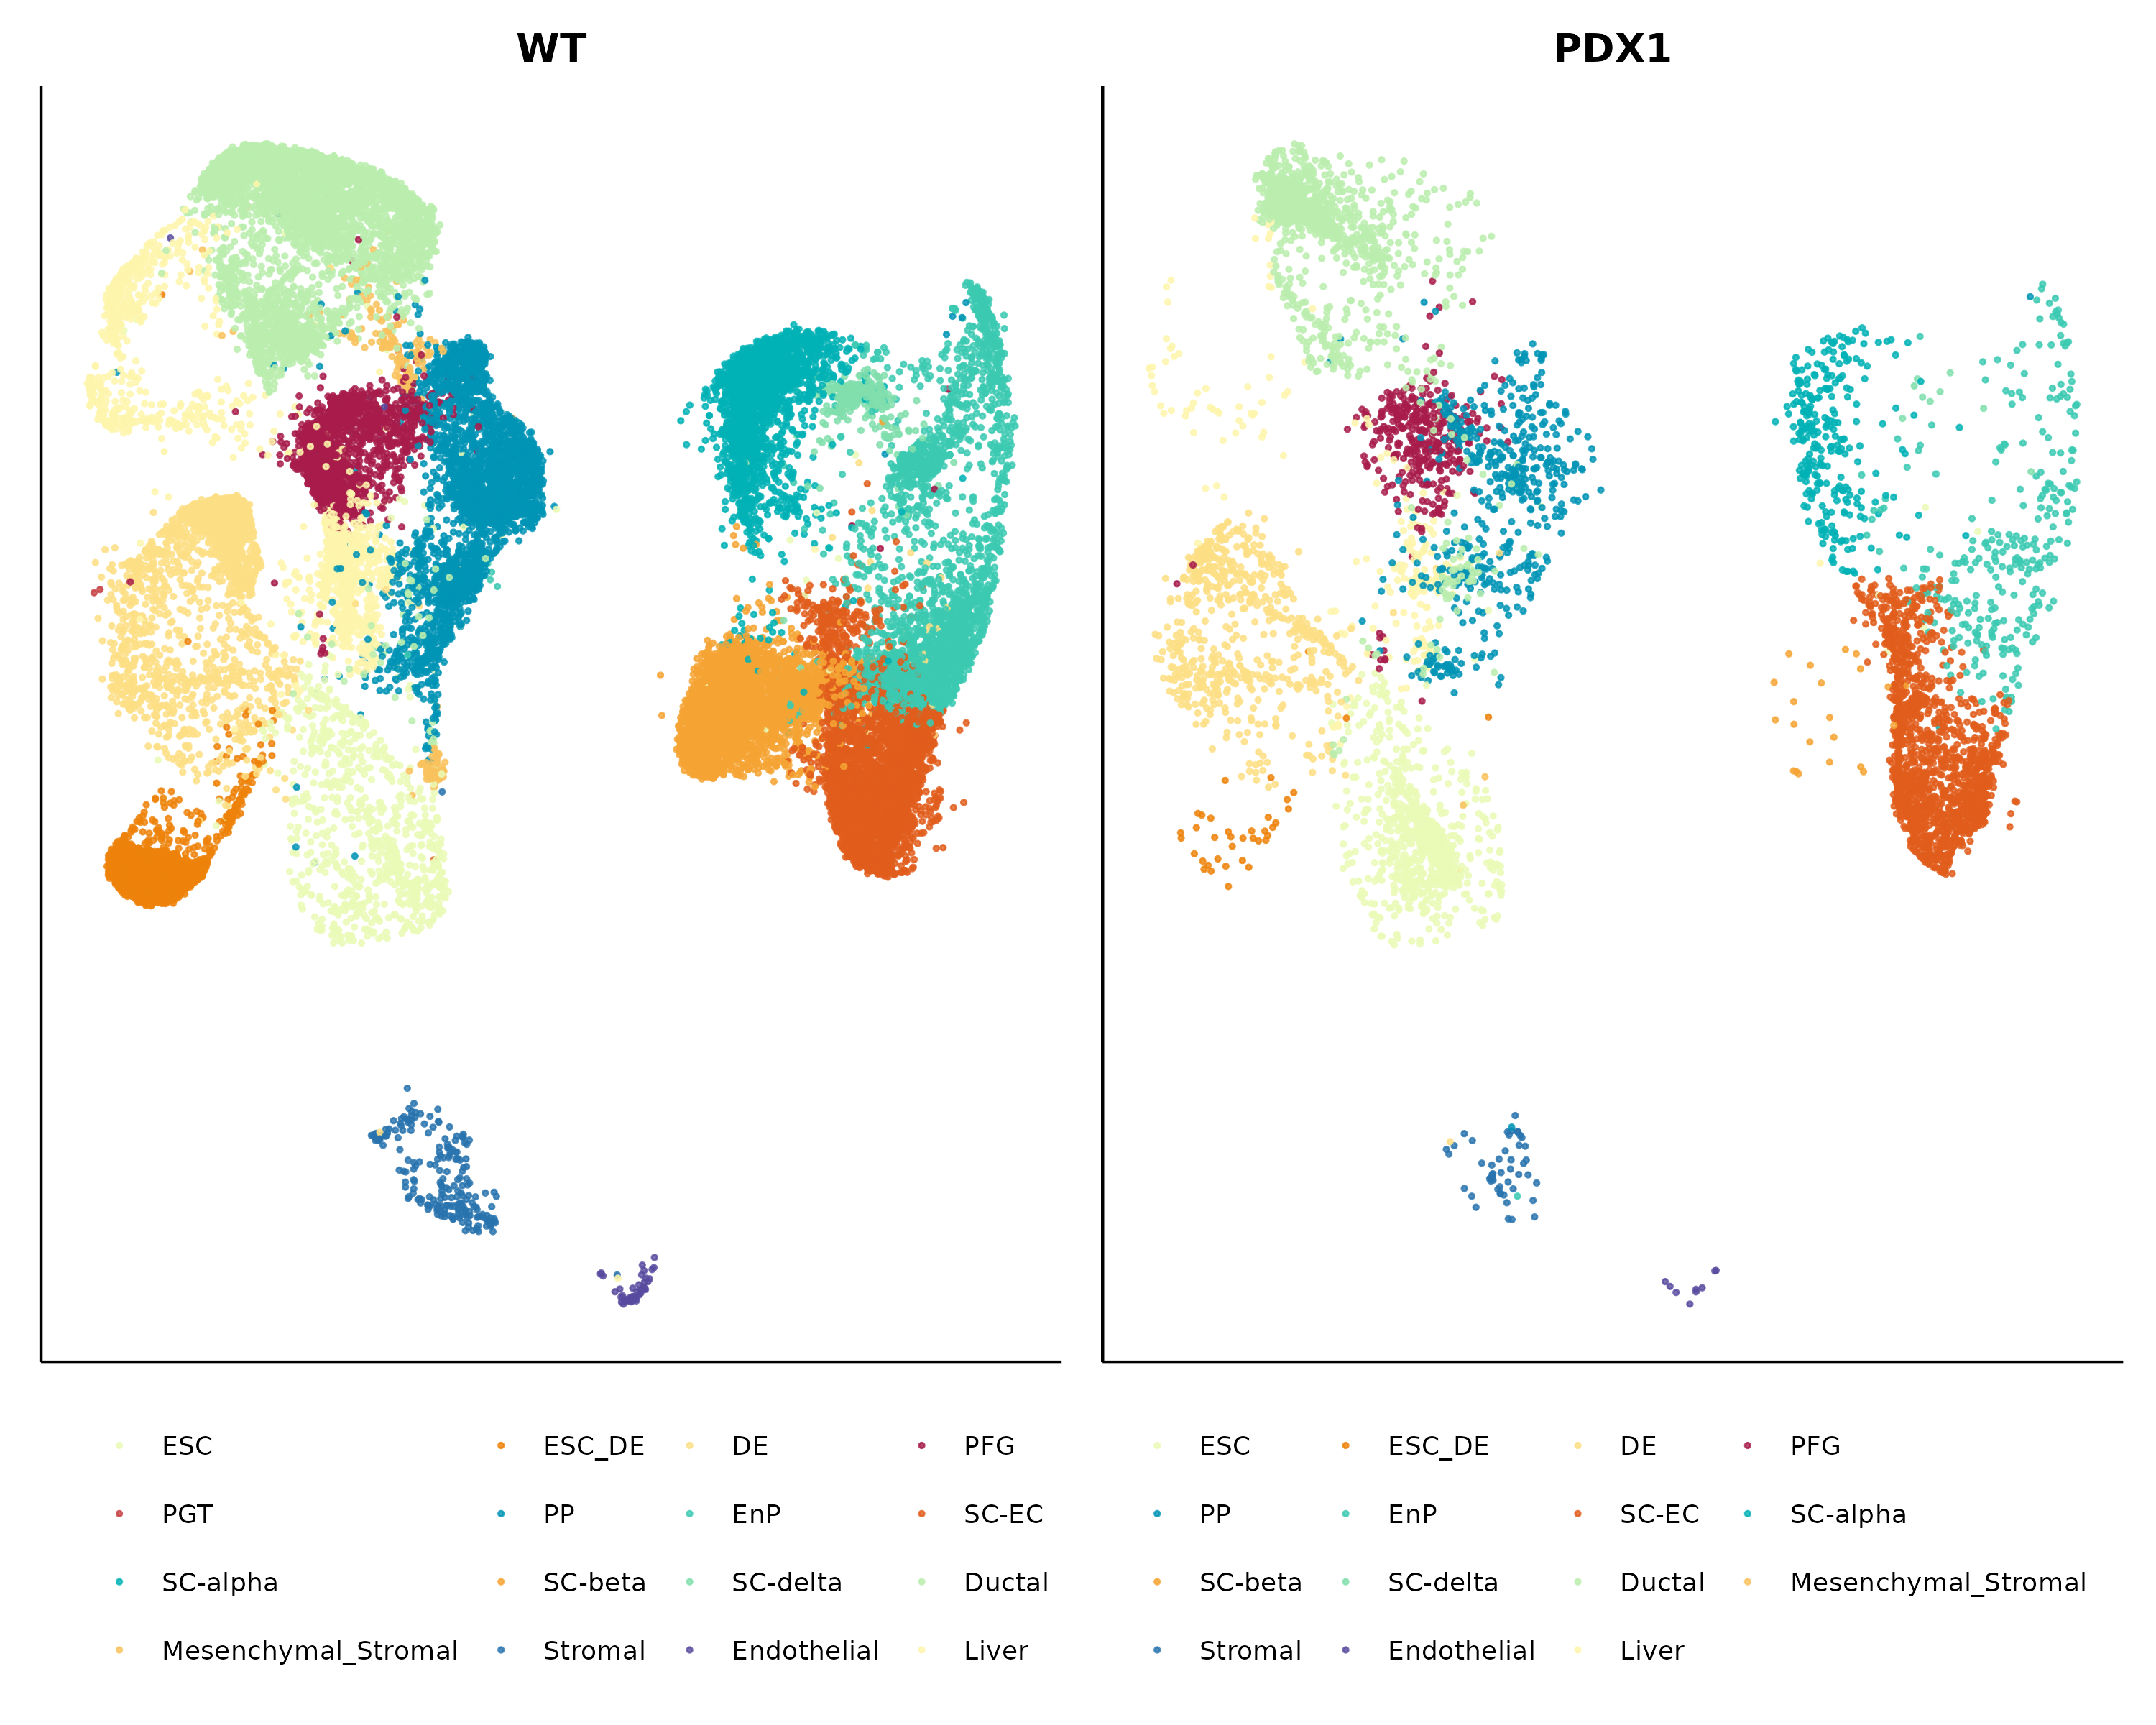 WT
PDX1
ESC ESC_DE DE PFG
PGT PP EnP SC-EC
SC-alpha SC-beta SC-delta Ductal
Mesenchymal_Stromal Stromal Endothelial Liver
ESC ESC_DE DE PFG
PP EnP SC-EC SC-alpha
SC-beta SC-delta Ductal Mesenchymal_Stromal
Stromal Endothelial Liver